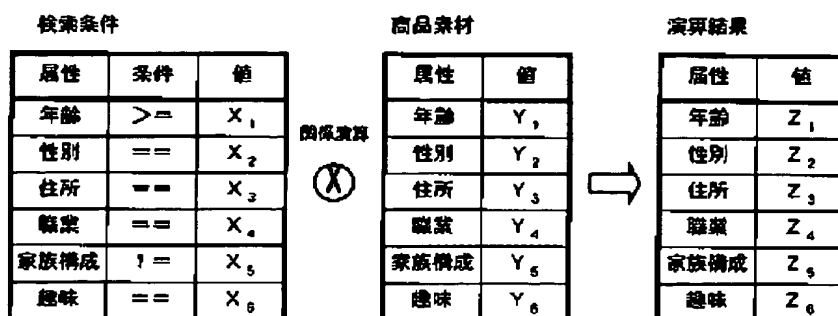 検索条件 商品素材 演算結果
属性 条件 値 属性 値 属性 値
年齢 >= X1 年齢 Y1 年齢 Z1
関係演算
性別 == X2 性別 Y2 性別 Z2
Ⓧ
住所 == X3 住所 Y3 住所 Z3
職業 == X4 職業 Y4 職業 Z4
家族構成 != X5 家族構成 Y5 家族構成 Z5
趣味 == X6 趣味 Y6 趣味 Z6